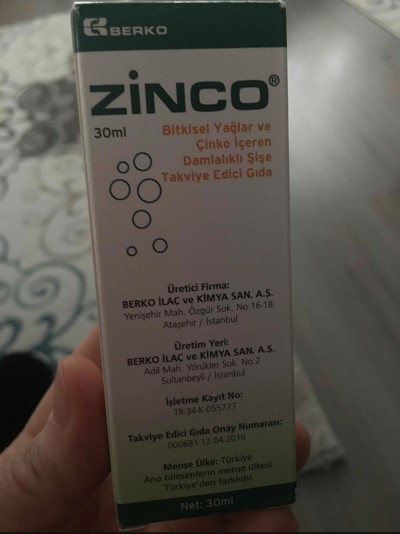 BERKO
ZİNCO®
30ml
Bitkisel Yağlar ve
Çinko İçeren
Damlalıklı Şişe
Takviye Edici Gıda
Üretici Firma:
BERKO İLAÇ ve KİMYA SAN. A.Ş.
Yenişehir Mah. Özgür Sok. No:16-18
Ataşehir / İstanbul
Üretim Yeri:
BERKO İLAÇ ve KİMYA SAN. A.Ş.
Adil Mah. Yörükler Sok. No:2
Sultanbeyli / İstanbul
İşletme Kayıt No:
TR-34-K-055777
Takviye Edici Gıda Onay Numarası:
000681-12.04.2016
Menşe Ülke: Türkiye
Ana bileşenlerin menşe ülkesi
Türkiye'den farklıdır.
Net: 30ml